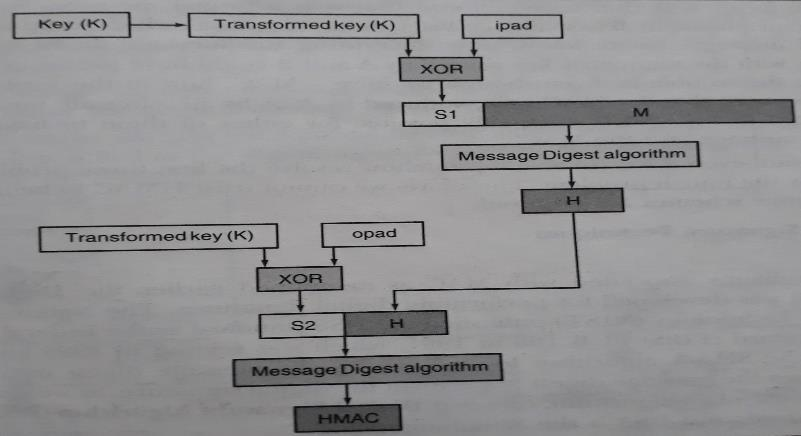 Key (K)
Transformed key (K)
ipad
XOR
S1
M
Message Digest algorithm
H
Transformed key (K)
opad
XOR
S2
H
Message Digest algorithm
HMAC